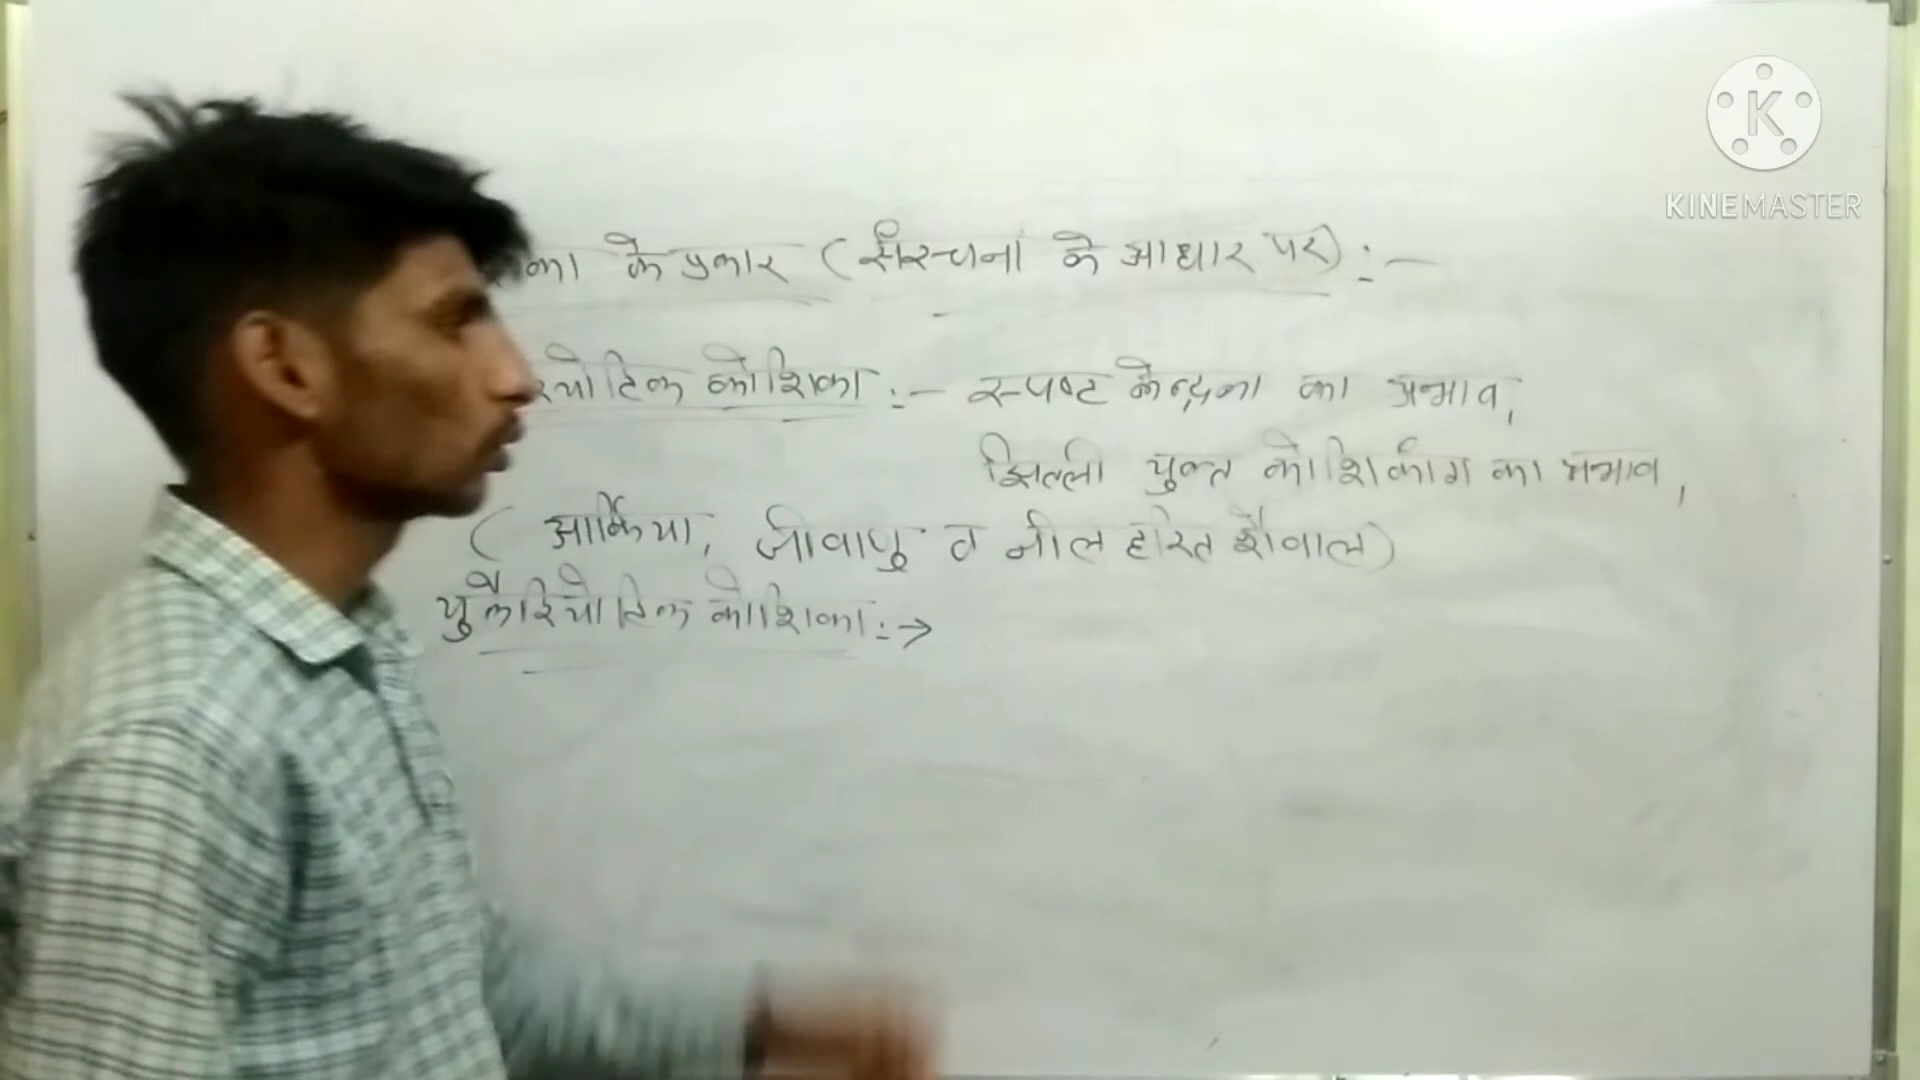 के प्रकार (संरचना के आधार पर) :-
कोशिका :- स्पष्ट केन्द्रका का अभाव,
झिल्ली युक्त कोशिकांग का अभाव,
( आर्किया, जीवाणु व नील हरित शैवाल)
युकैरियोटिक कोशिका :→
K
KINEMASTER